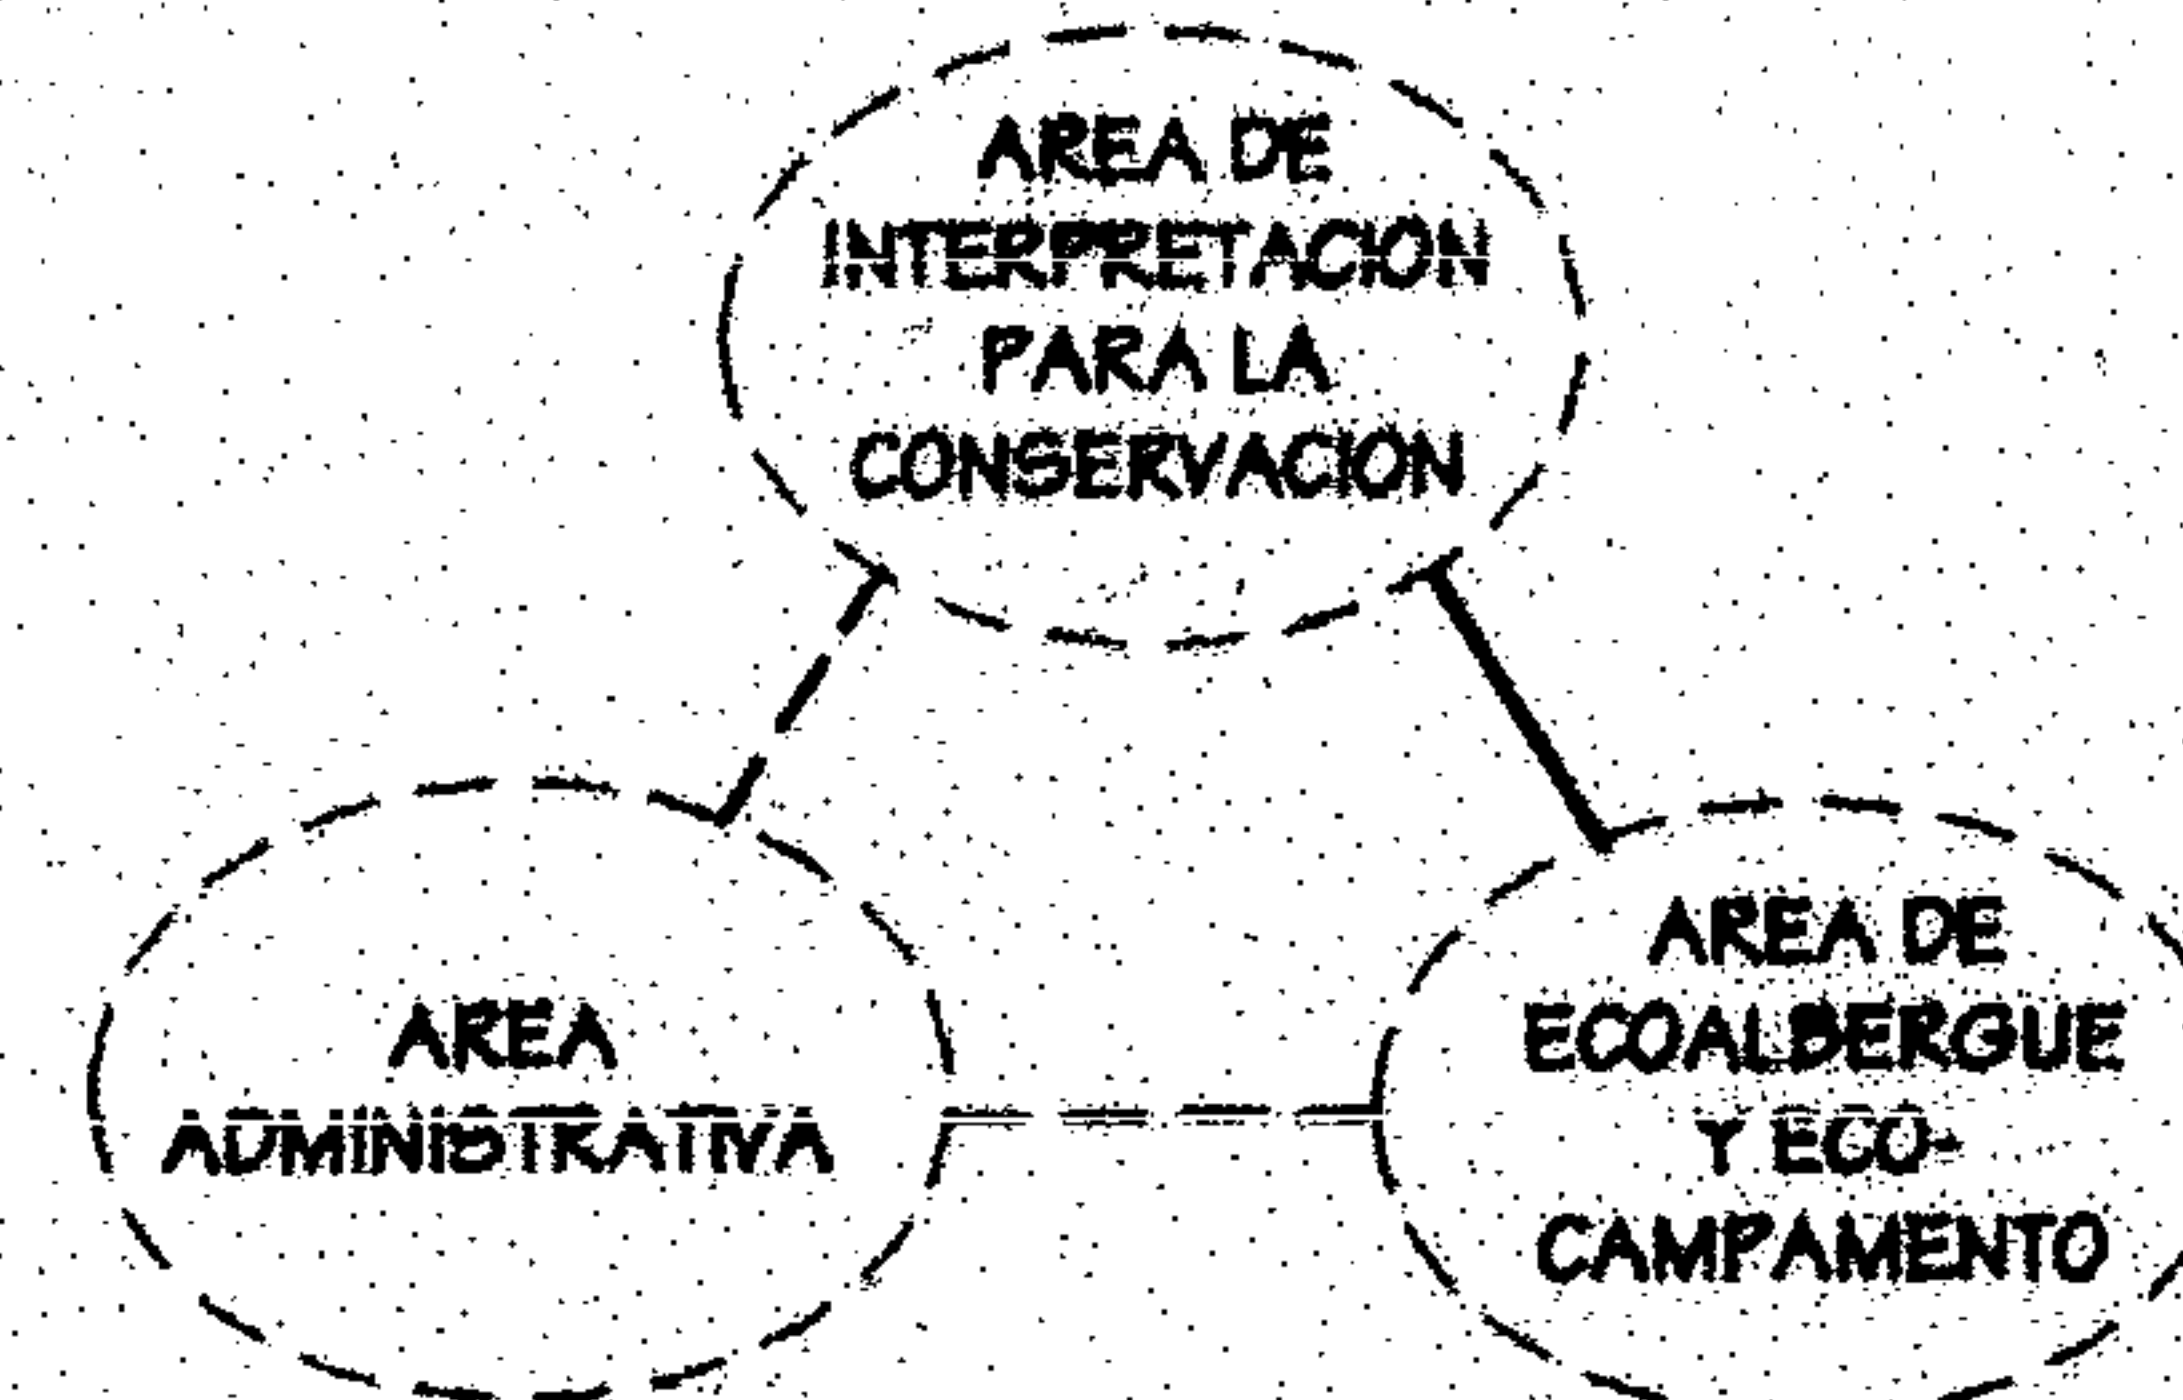 AREA DE
INTERPRETACION
PARA LA
CONSERVACION
AREA
ADMINISTRATIVA
AREA DE
ECOALBERGUE
Y ECO-
CAMPAMENTO